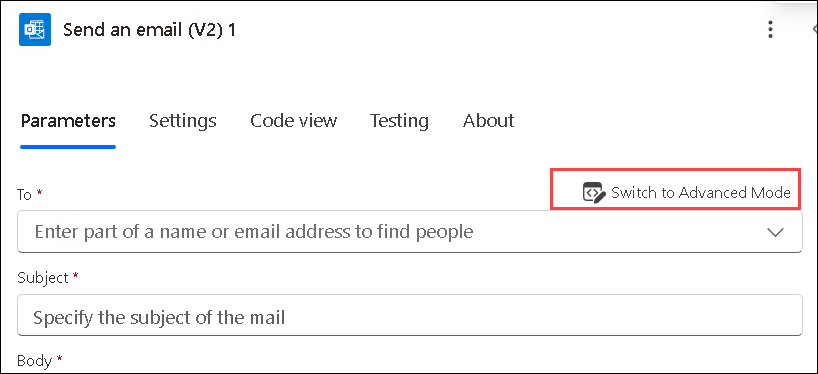 Send an email (V2) 1
Parameters Settings Code view Testing About
To * Switch to Advanced Mode
Enter part of a name or email address to find people
Subject *
Specify the subject of the mail
Body *